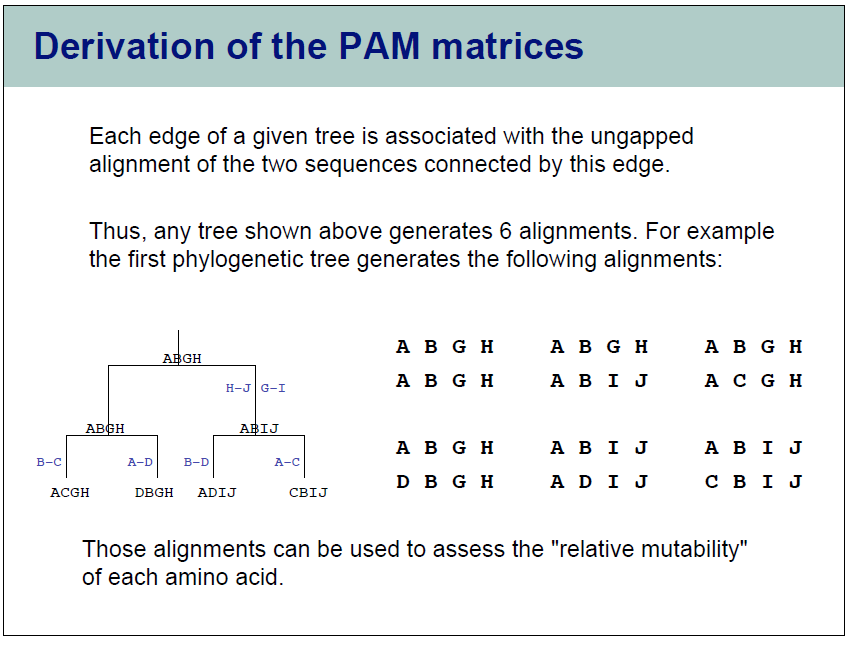 Derivation of the PAM matrices
Each edge of a given tree is associated with the ungapped
alignment of the two sequences connected by this edge.
Thus, any tree shown above generates 6 alignments. For example
the first phylogenetic tree generates the following alignments:
ABGH
H-J G-I
ABGH ABIJ
B-C A-D B-D A-C
ACGH DBGH ADIJ CBIJ
A B G H A B G H A B G H
A B G H A B I J A C G H
A B G H A B I J A B I J
D B G H A D I J C B I J
Those alignments can be used to assess the "relative mutability"
of each amino acid.